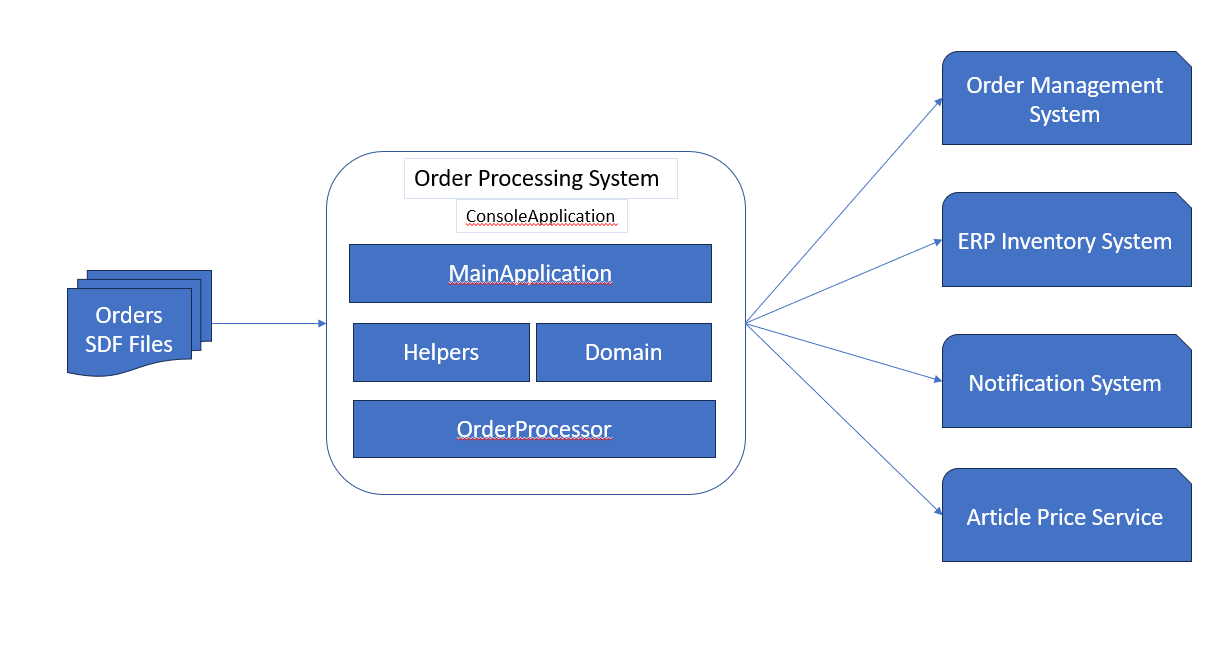 Orders
SDF Files
Order Processing System
ConsoleApplication
MainApplication
Helpers
Domain
OrderProcessor
Order Management
System
ERP Inventory System
Notification System
Article Price Service